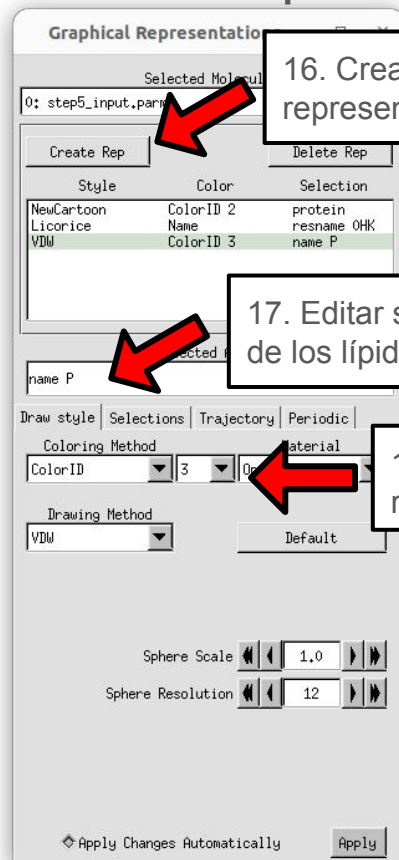 Graphical Representatio
Selected Molecul
0: step5_input.parm
16. Crea
represen
Create Rep Delete Rep
Style Color Selection
NewCartoon ColorID 2 protein
Licorice Name resname OHK
VDW ColorID 3 name P
17. Editar s
de los lípid
name P
Draw style Selections Trajectory Periodic
Coloring Method Material
ColorID 3
Drawing Method
VDW Default
Sphere Scale 1.0
Sphere Resolution 12
Apply Changes Automatically Apply